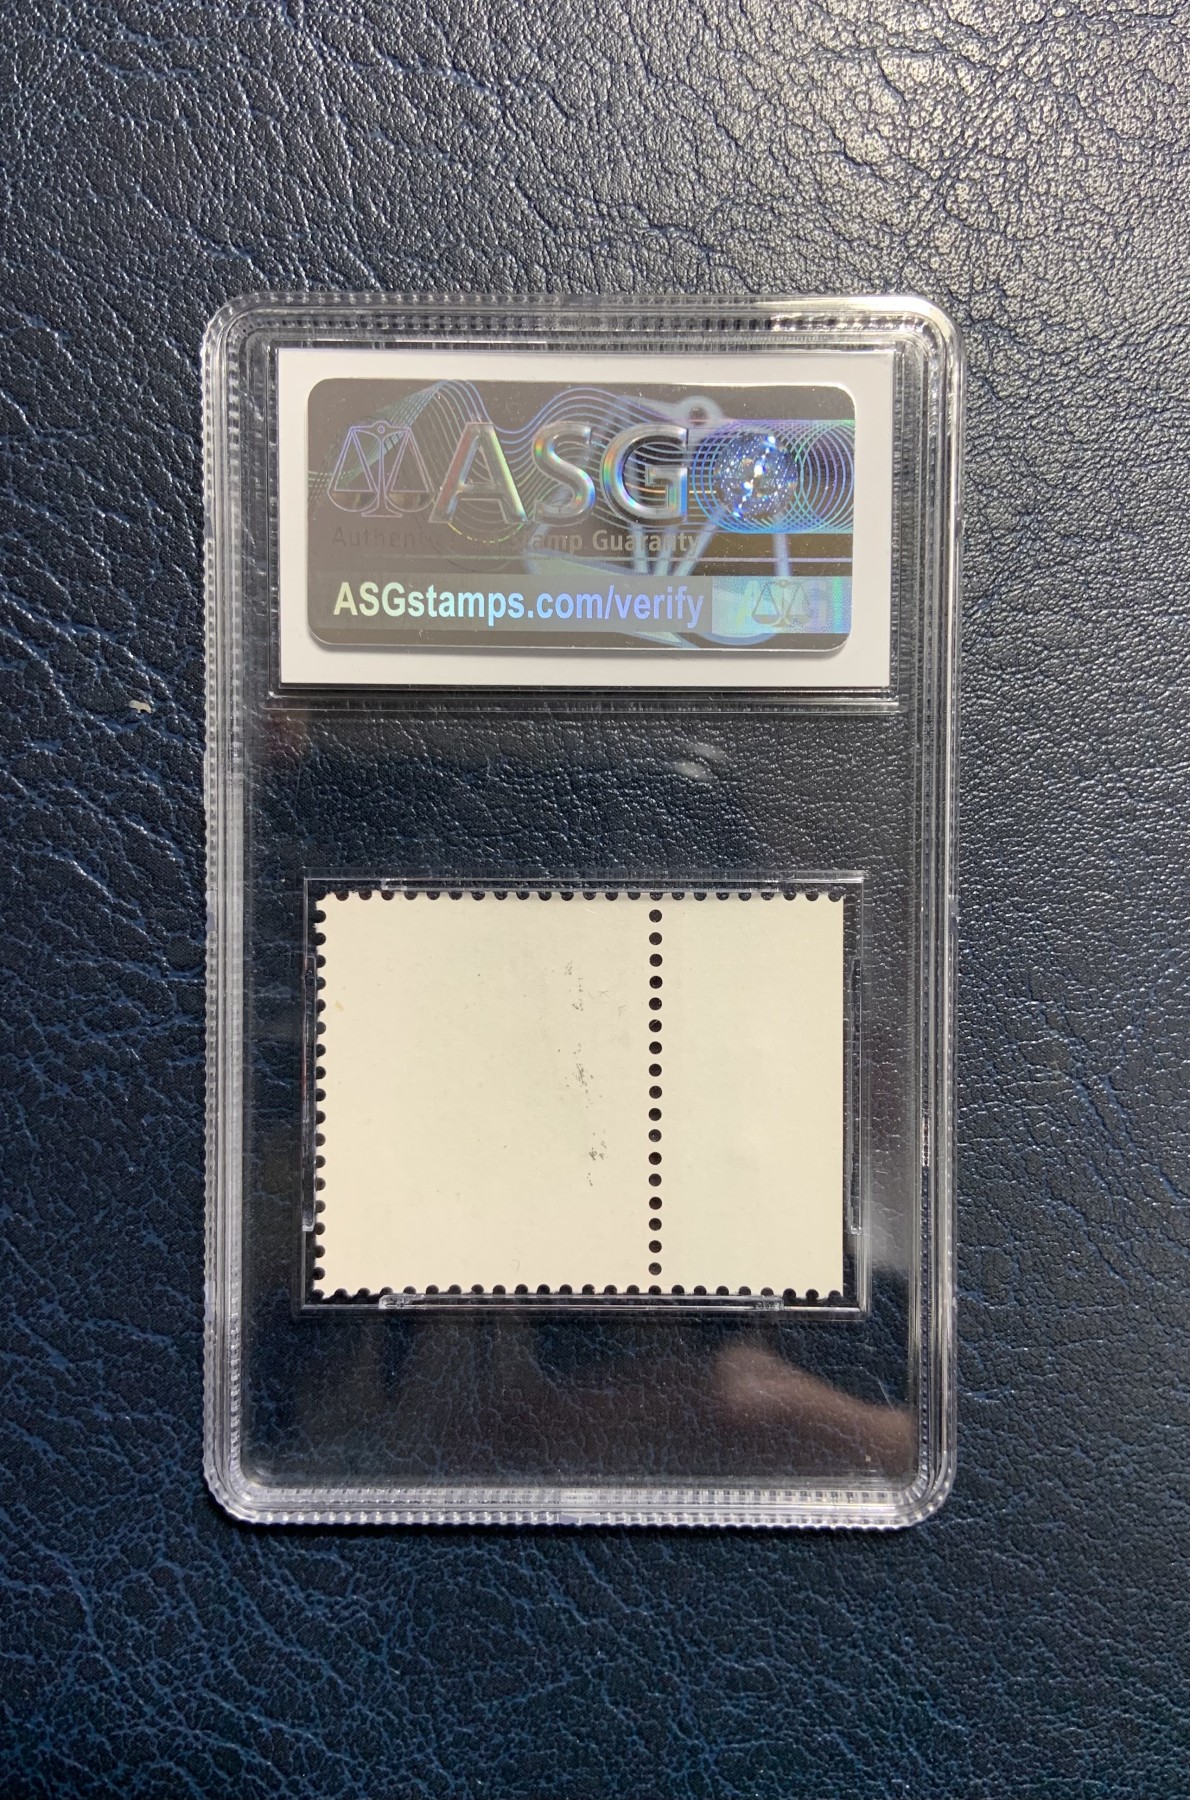 ASG
Authentic Stamp Guaranty
ASGstamps.com/verify